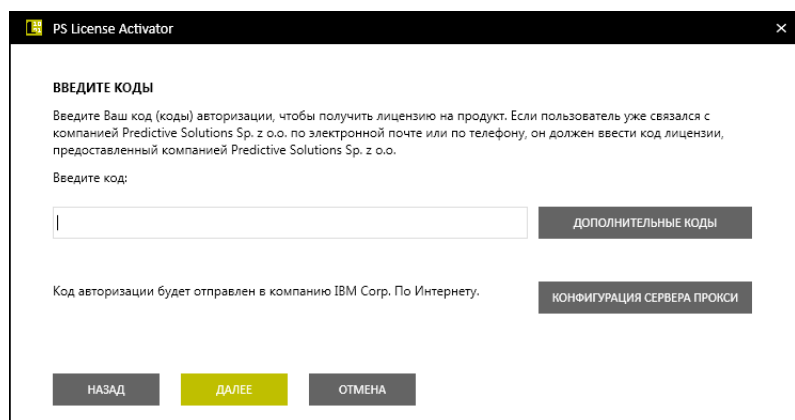 PS License Activator
ВВЕДИТЕ КОДЫ
Введите Ваш код (коды) авторизации, чтобы получить лицензию на продукт. Если пользователь уже связался с
компанией Predictive Solutions Sp. z o.o. по электронной почте или по телефону, он должен ввести код лицензии,
предоставленный компанией Predictive Solutions Sp. z o.o.
Введите код:
ДОПОЛНИТЕЛЬНЫЕ КОДЫ
Код авторизации будет отправлен в компанию IBM Corp. По Интернету.
КОНФИГУРАЦИЯ СЕРВЕРА ПРОКСИ
НАЗАД ДАЛЕЕ ОТМЕНА